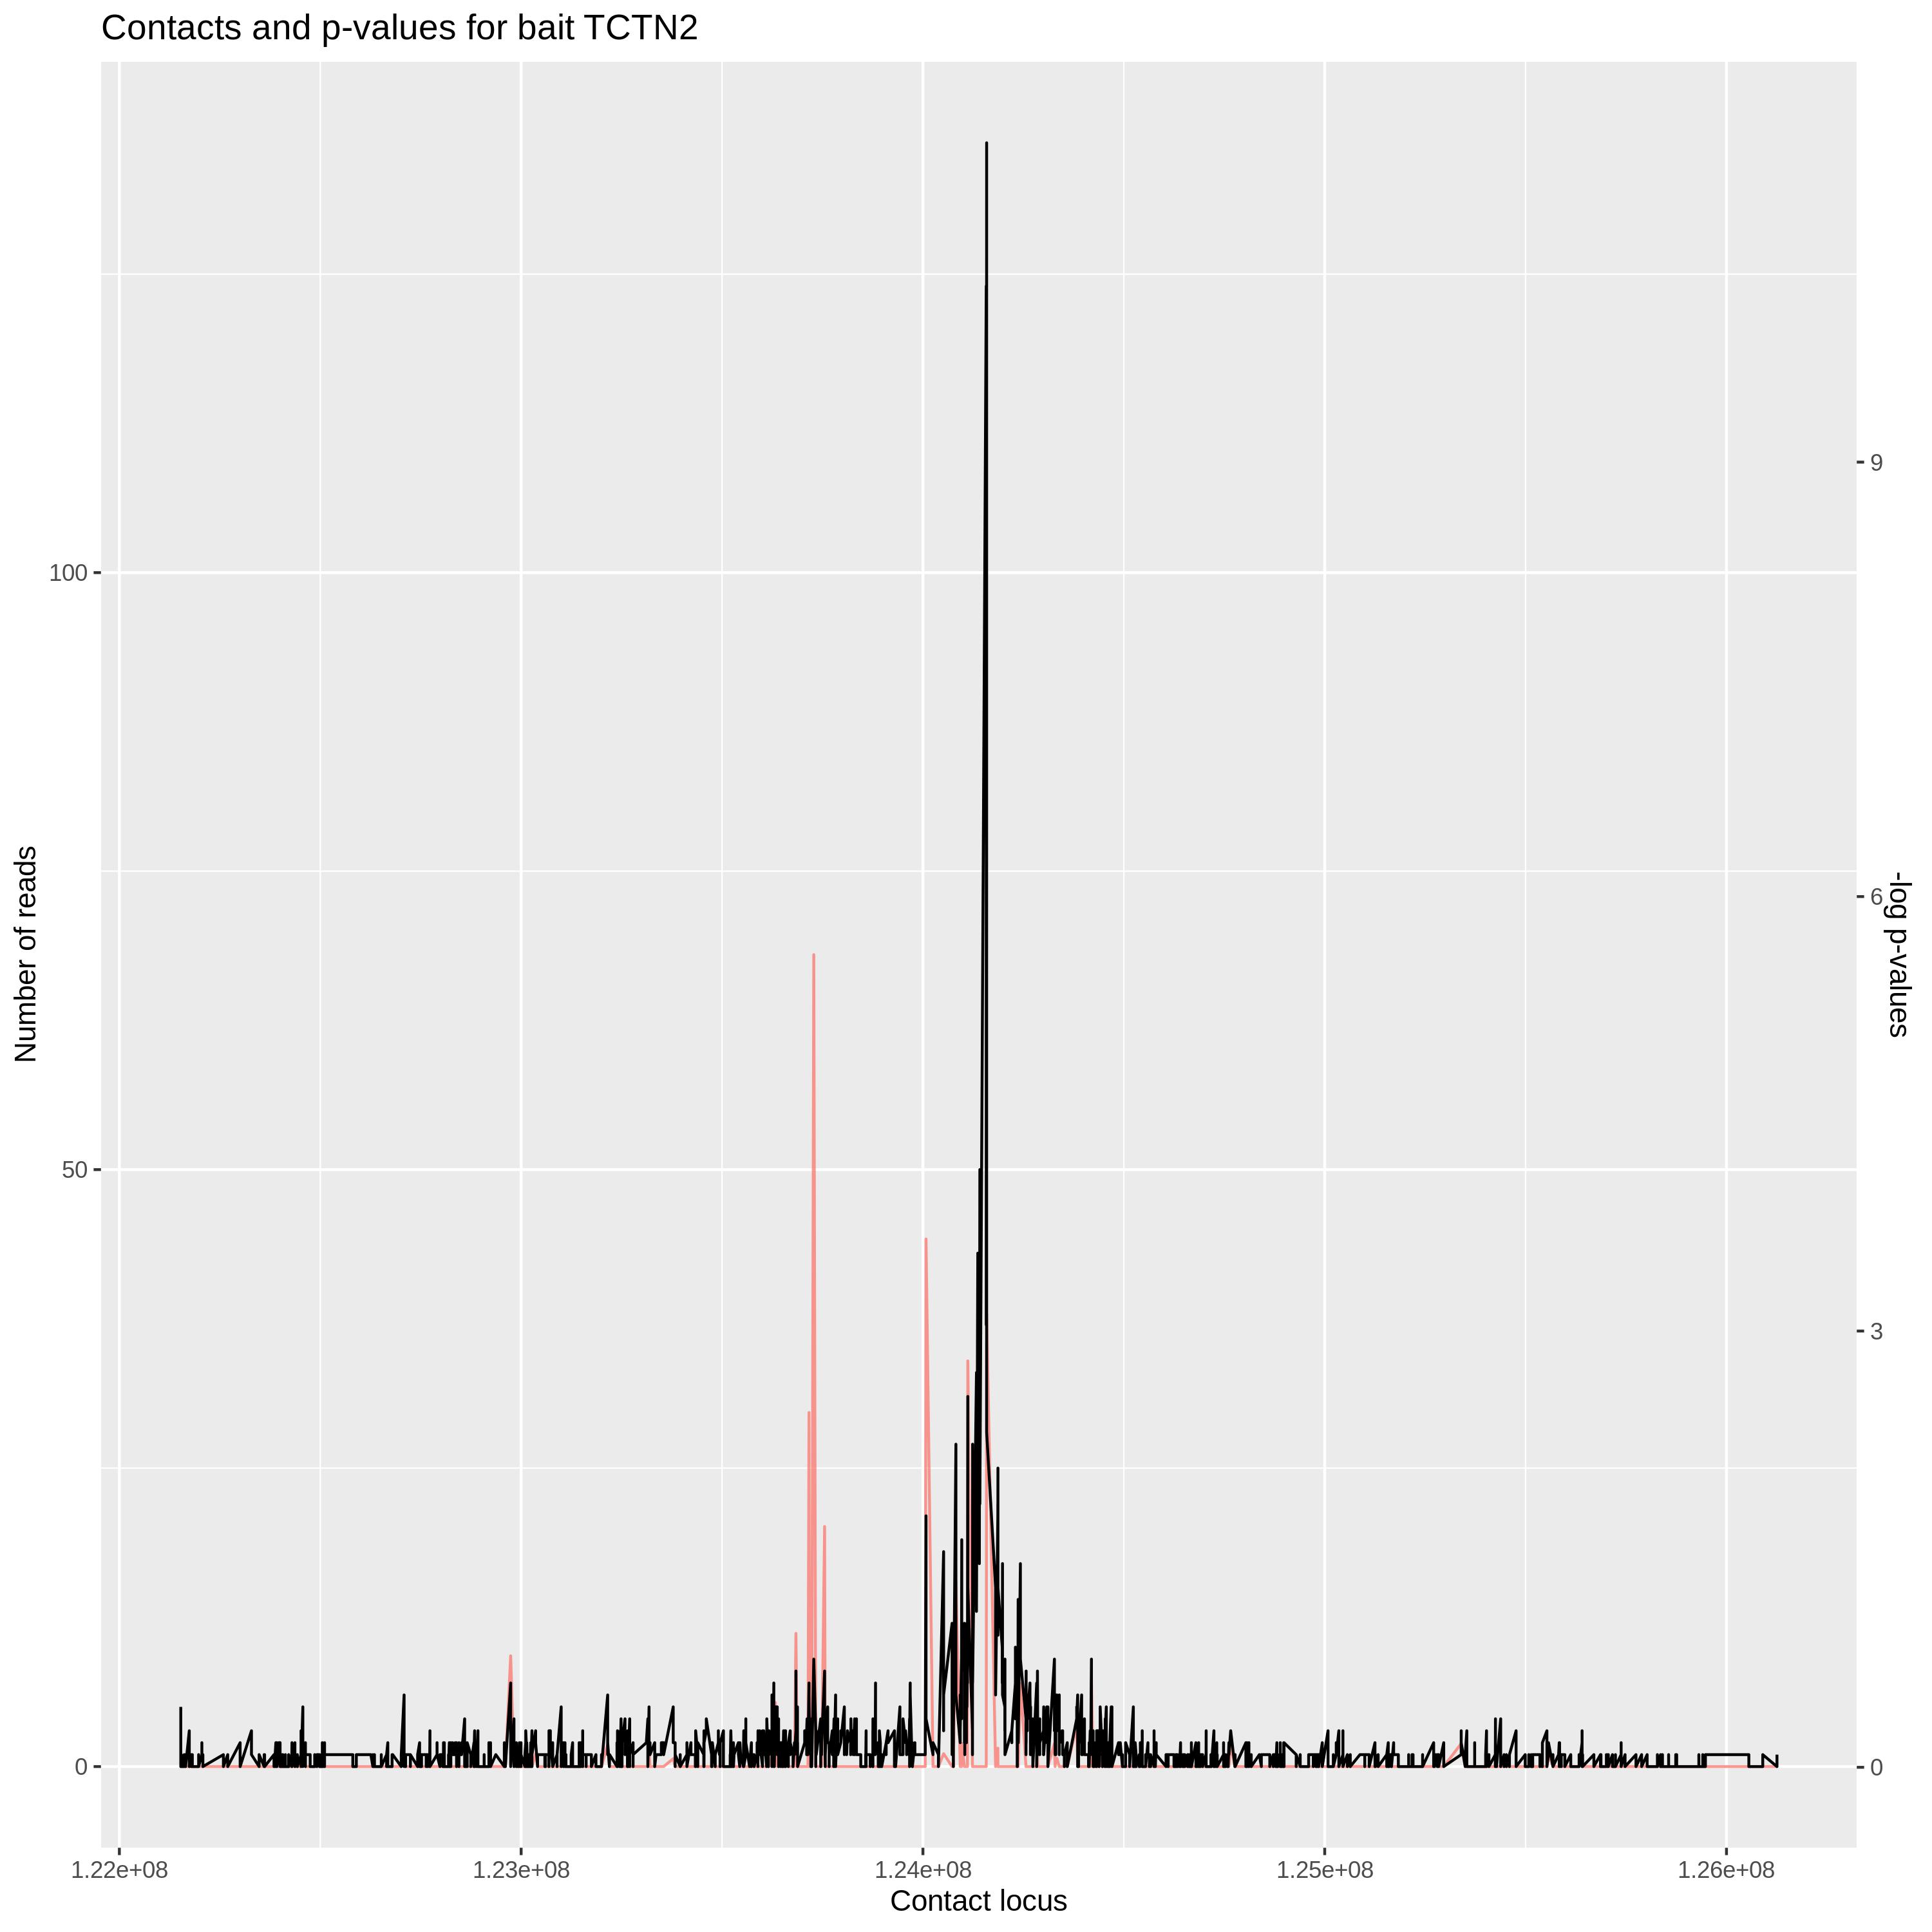 Contacts and p-values for bait TCTN2
100
50
0
Number of reads
9
6
3
0
-log p-values
1.22e+08
1.23e+08
1.24e+08
1.25e+08
1.26e+08
Contact locus